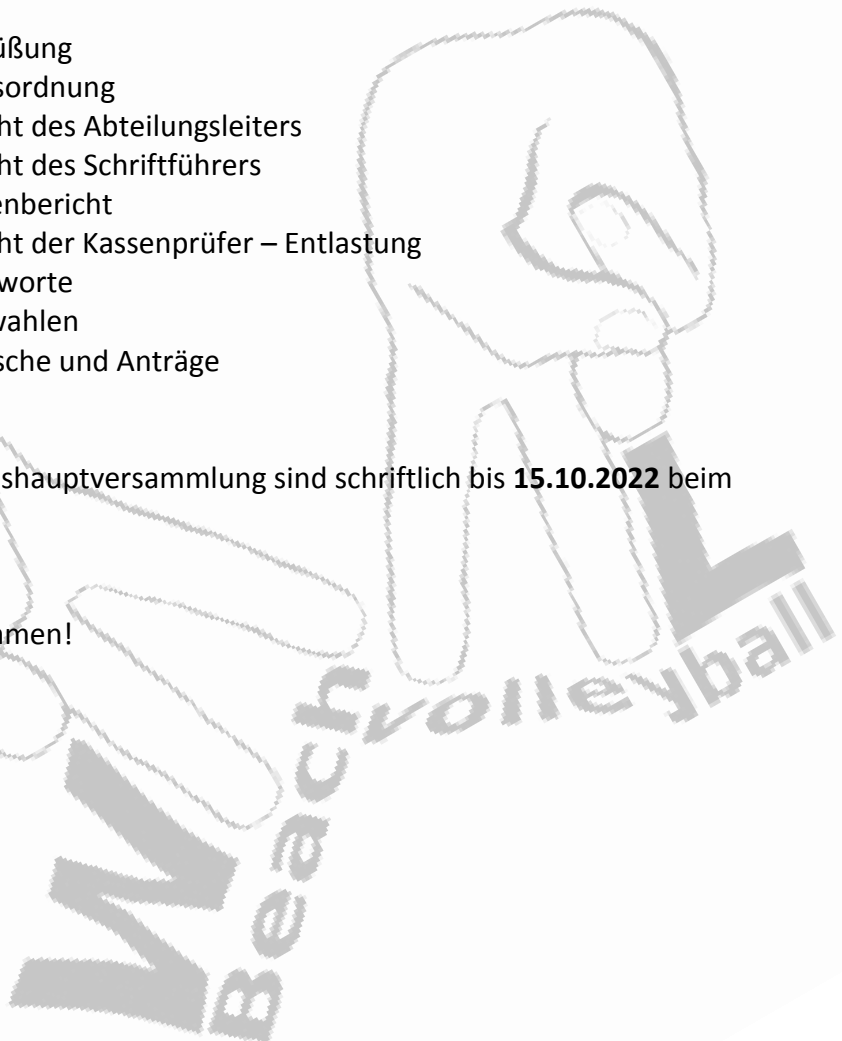 üßung
sordnung
ht des Abteilungsleiters
ht des Schriftführers
enbericht
ht der Kassenprüfer – Entlastung
worte
wahlen
sche und Anträge
shauptversammlung sind schriftlich bis 15.10.2022 beim
men!
L
volleyball
Beach
W